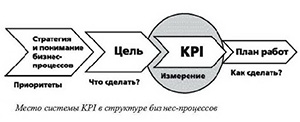 Стратегия
и понимание
бизнес-
процессов
Цель
KPI
План работ
Приоритеты
Что сделать?
Измерение
Как сделать?
Место системы KPI в структуре бизнес-процессов